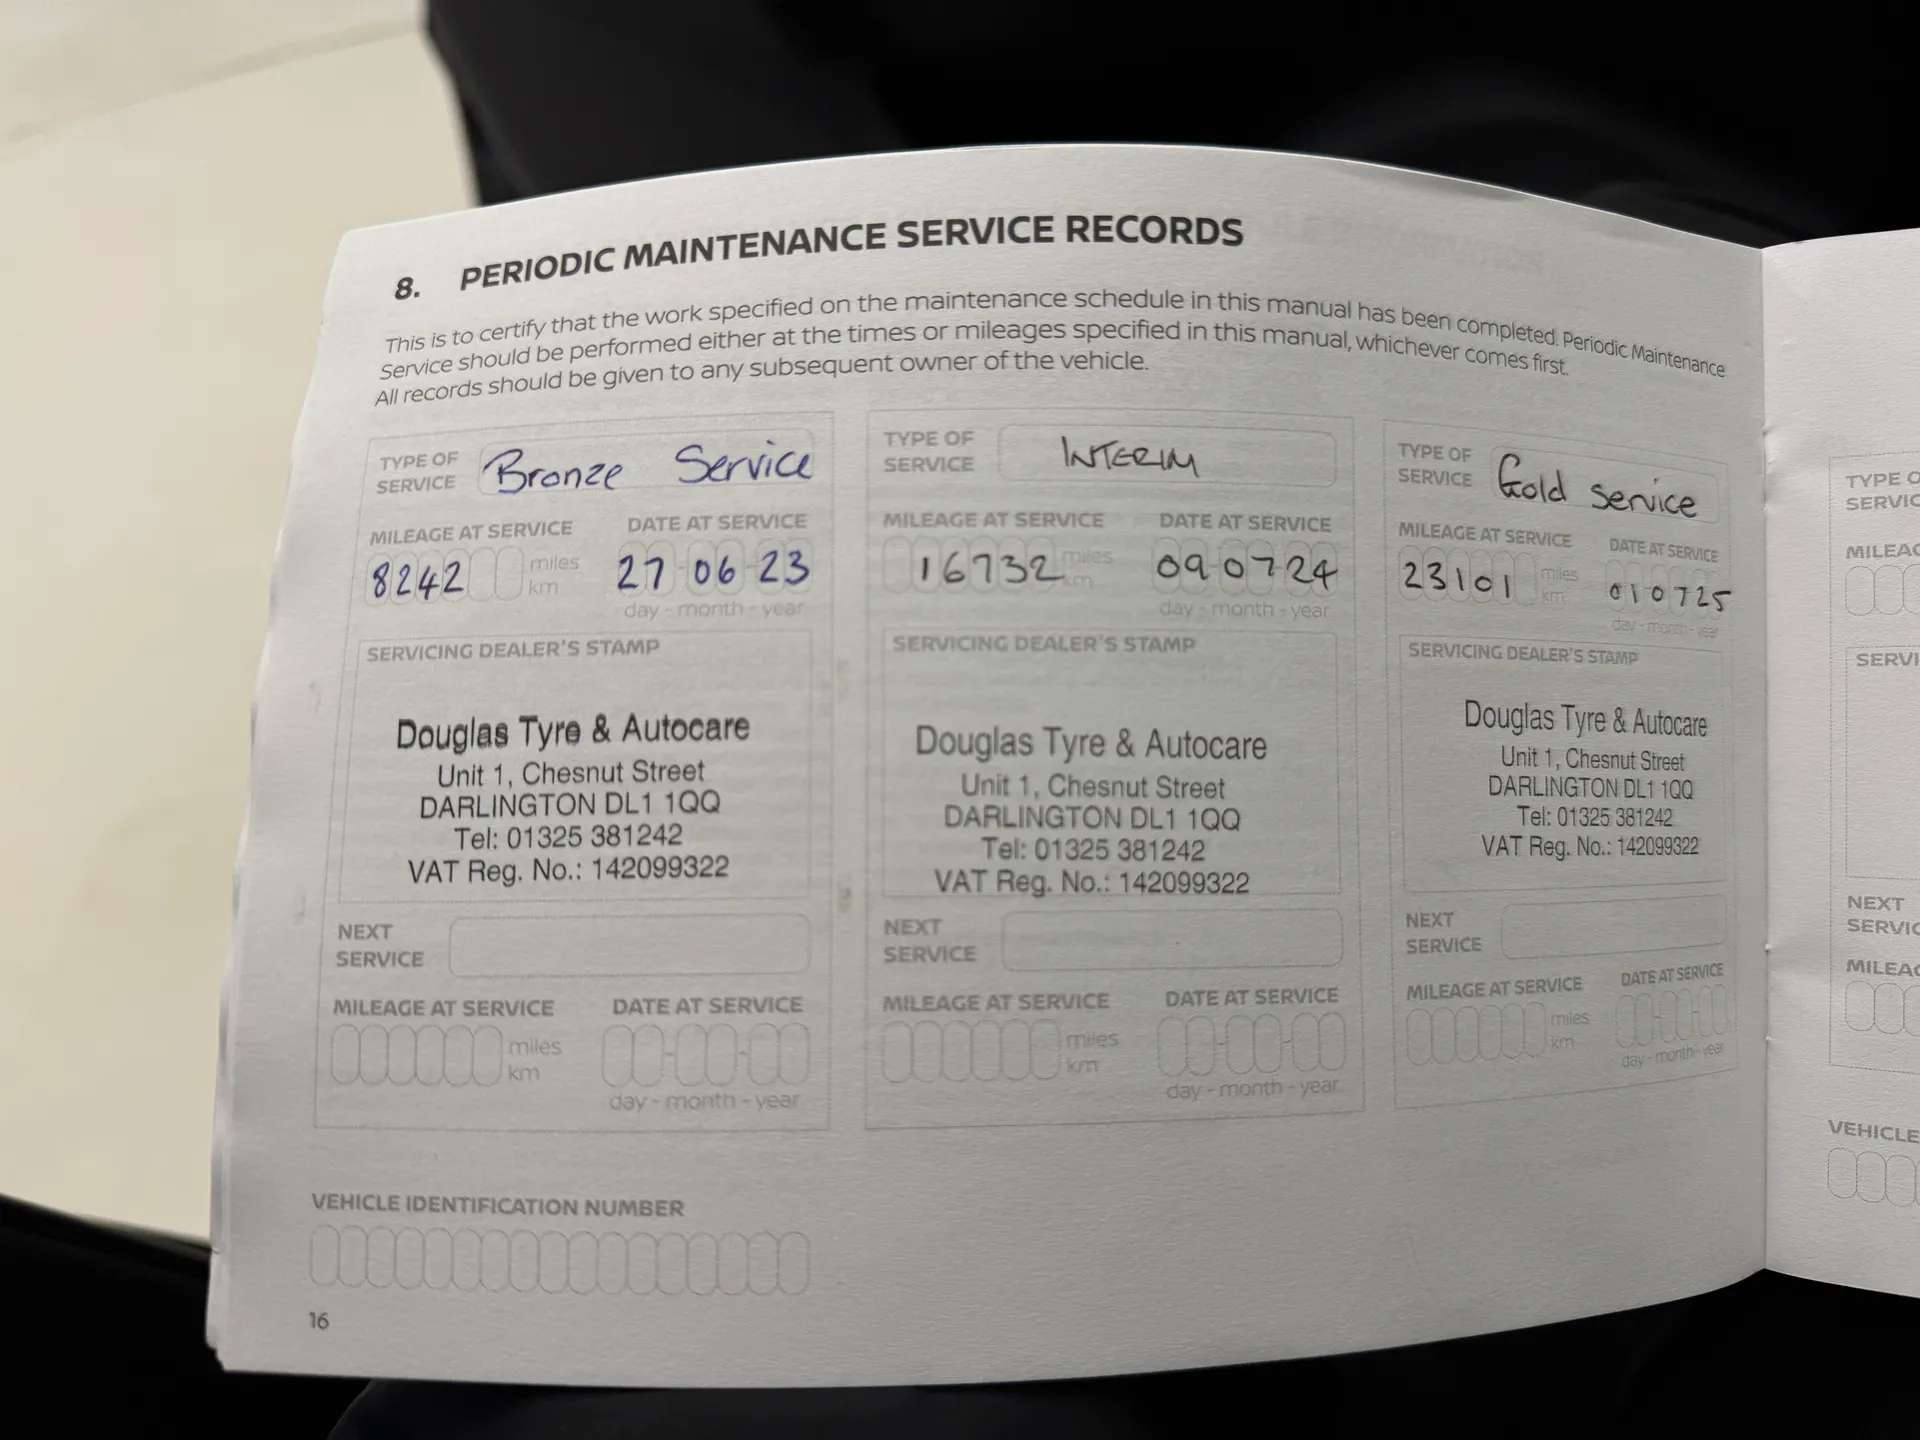 8. PERIODIC MAINTENANCE SERVICE RECORDS
This is to certify that the work specified on the maintenance schedule in this manual has been completed. Periodic Maintenance
Service should be performed either at the times or mileages specified in this manual, whichever comes first.
All records should be given to any subsequent owner of the vehicle.
TYPE OF
SERVICE
Bronze Service
MILEAGE AT SERVICE
DATE AT SERVICE
8242
miles
km
27 06 23
day - month - year
SERVICING DEALER'S STAMP
Douglas Tyre & Autocare
Unit 1, Chesnut Street
DARLINGTON DL1 1QQ
Tel: 01325 381242
VAT Reg. No.: 142099322
NEXT
SERVICE
MILEAGE AT SERVICE
DATE AT SERVICE
miles
km
day - month - year
TYPE OF
SERVICE
INTERIM
MILEAGE AT SERVICE
DATE AT SERVICE
16732
miles
km
09 07 24
day - month - year
SERVICING DEALER'S STAMP
Douglas Tyre & Autocare
Unit 1, Chesnut Street
DARLINGTON DL1 1QQ
Tel: 01325 381242
VAT Reg. No.: 142099322
NEXT
SERVICE
MILEAGE AT SERVICE
DATE AT SERVICE
miles
km
day - month - year
TYPE OF
SERVICE
Gold service
MILEAGE AT SERVICE
DATE AT SERVICE
23101
miles
km
01 07 25
day - month - year
SERVICING DEALER'S STAMP
Douglas Tyre & Autocare
Unit 1, Chesnut Street
DARLINGTON DL1 1QQ
Tel: 01325 381242
VAT Reg. No.: 142099322
NEXT
SERVICE
MILEAGE AT SERVICE
DATE AT SERVICE
miles
km
day - month - year
VEHICLE IDENTIFICATION NUMBER
16
TYPE O
SERVIC
MILEAG
SERVI
NEXT
SERVIC
MILEAG
VEHICLE